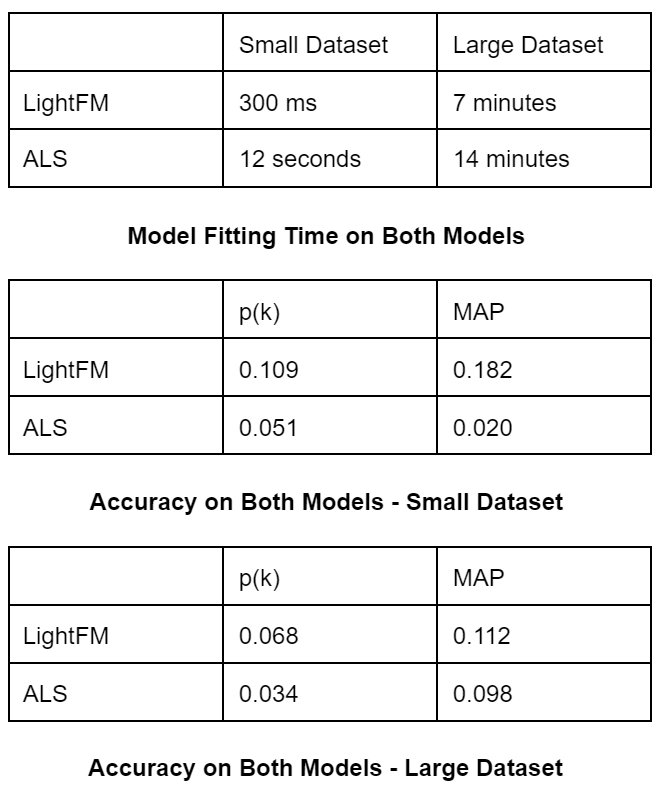 Small Dataset Large Dataset
LightFM 300 ms 7 minutes
ALS 12 seconds 14 minutes
Model Fitting Time on Both Models
p(k) MAP
LightFM 0.109 0.182
ALS 0.051 0.020
Accuracy on Both Models - Small Dataset
p(k) MAP
LightFM 0.068 0.112
ALS 0.034 0.098
Accuracy on Both Models - Large Dataset